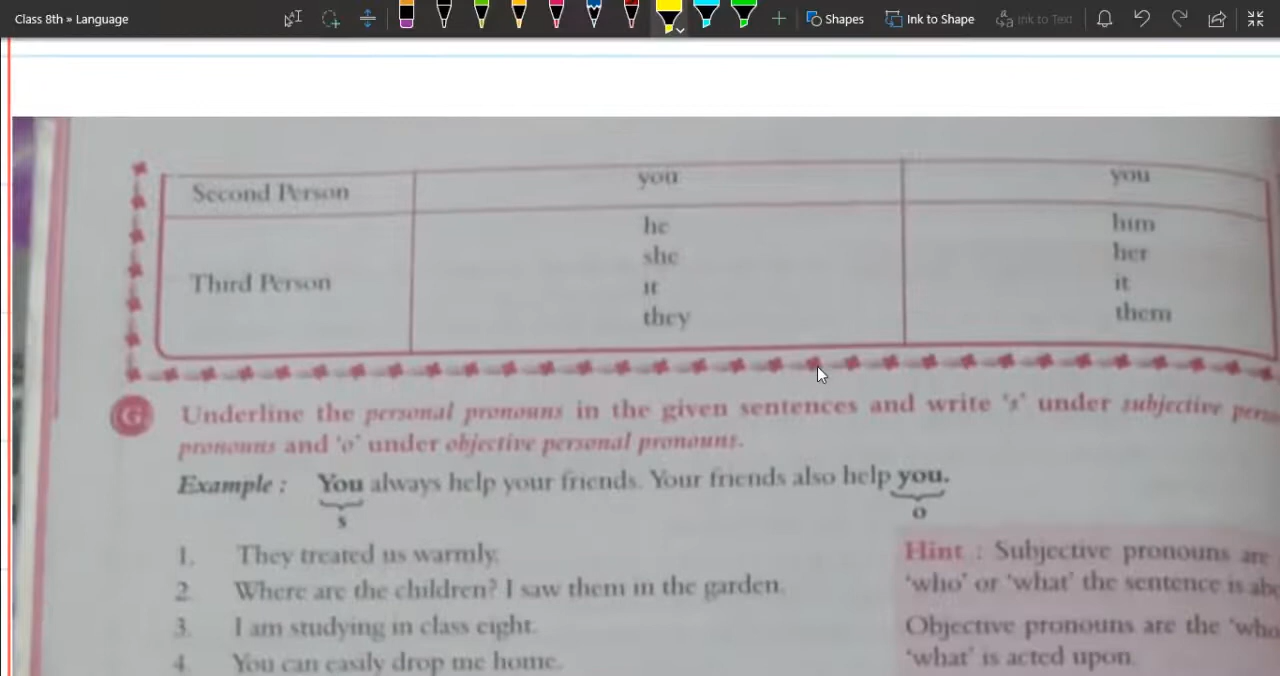 Class 8th » Language
Shapes
Ink to Shape
Ink to Text
Second Person you you
Third Person
he him
she her
it it
they them
G Underline the personal pronouns in the given sentences and write 's' under subjective
pronouns and 'o' under objective personal pronouns.
Example : You always help your friends. Your friends also help you.
s o
1. They treated us warmly.
2. Where are the children? I saw them in the garden.
3. I am studying in class eight.
4. You can easily drop me home.
Hint : Subjective pronouns are
'who' or 'what' the sentence is
Objective pronouns are the 'who
'what' is acted upon.